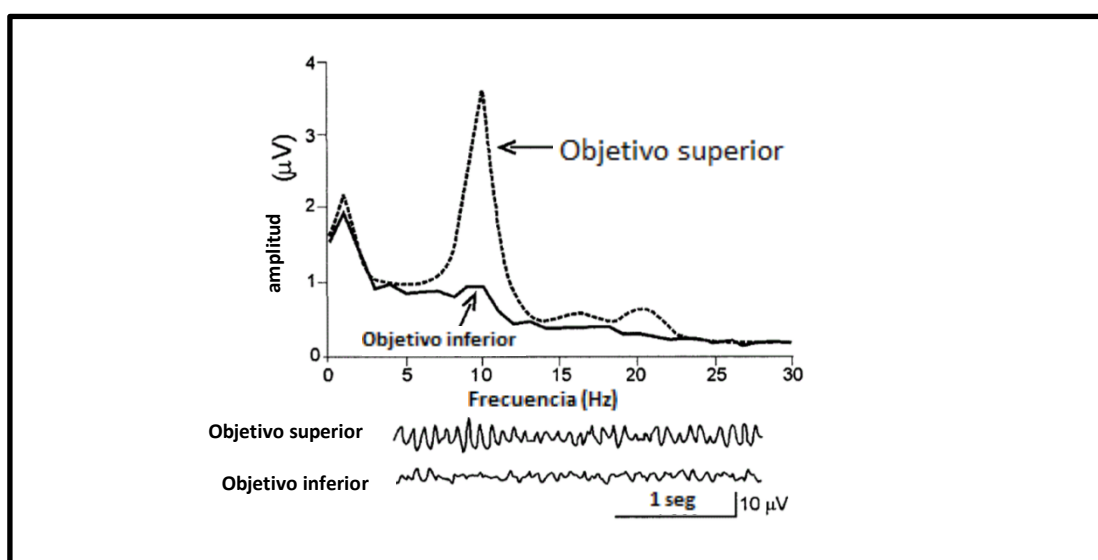 4
3
2
1
0
(μV)
amplitud
Objetivo superior
Objetivo inferior
0 5 10 15 20 25 30
Frecuencia (Hz)
Objetivo superior
Objetivo inferior
1 seg
10 μV